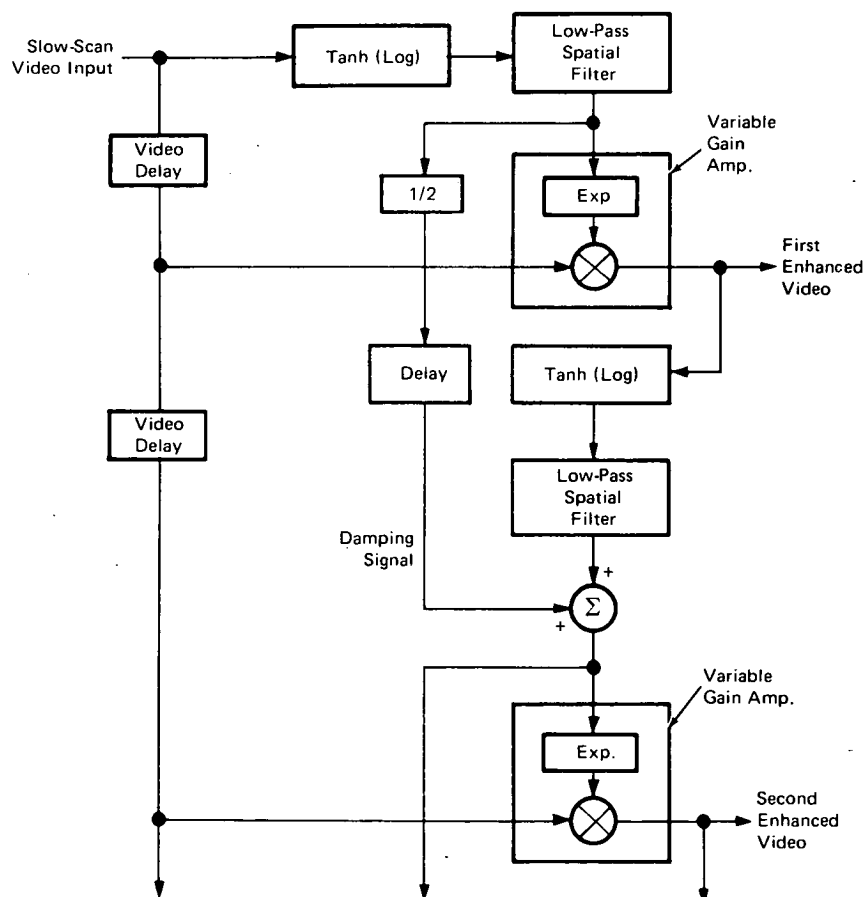 Slow-Scan
Video Input
Tanh (Log)
Low-Pass
Spatial
Filter
Video
Delay
1/2
Variable
Gain
Amp.
Exp
First
Enhanced
Video
Delay
Tanh (Log)
Video
Delay
Low-Pass
Spatial
Filter
Damping
Signal
+
Σ
+
Variable
Gain Amp.
Exp.
Second
Enhanced
Video